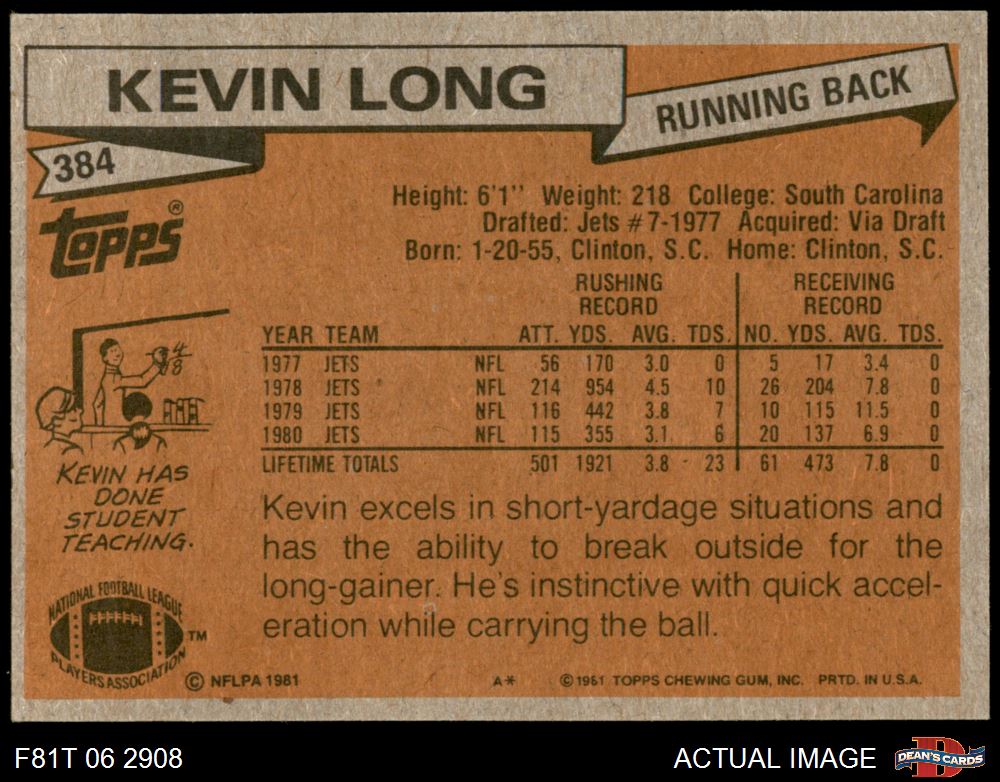 KEVIN LONG
RUNNING BACK
384
topps®
Height: 6'1" Weight: 218 College: South Carolina
Drafted: Jets #7-1977 Acquired: Via Draft
Born: 1-20-55, Clinton, S.C. Home: Clinton, S.C.
RUSHING RECORD RECEIVING RECORD
YEAR TEAM ATT. YDS. AVG. TDS. NO. YDS. AVG. TDS.
1977 JETS NFL 56 170 3.0 0 5 17 3.4 0
1978 JETS NFL 214 954 4.5 10 26 204 7.8 0
1979 JETS NFL 116 442 3.8 7 10 115 11.5 0
1980 JETS NFL 115 355 3.1 6 20 137 6.9 0
LIFETIME TOTALS 501 1921 3.8 23 61 473 7.8 0
4/8
KEVIN HAS
DONE
STUDENT
TEACHING.
Kevin excels in short-yardage situations and
has the ability to break outside for the
long-gainer. He's instinctive with quick accel-
eration while carrying the ball.
NATIONAL FOOTBALL LEAGUE
PLAYERS ASSOCIATION
TM
© NFLPA 1981
A* © 1981 TOPPS CHEWING GUM, INC. PRTD. IN U.S.A.
F81T 06 2908
ACTUAL IMAGE
D
DEAN'S CARDS